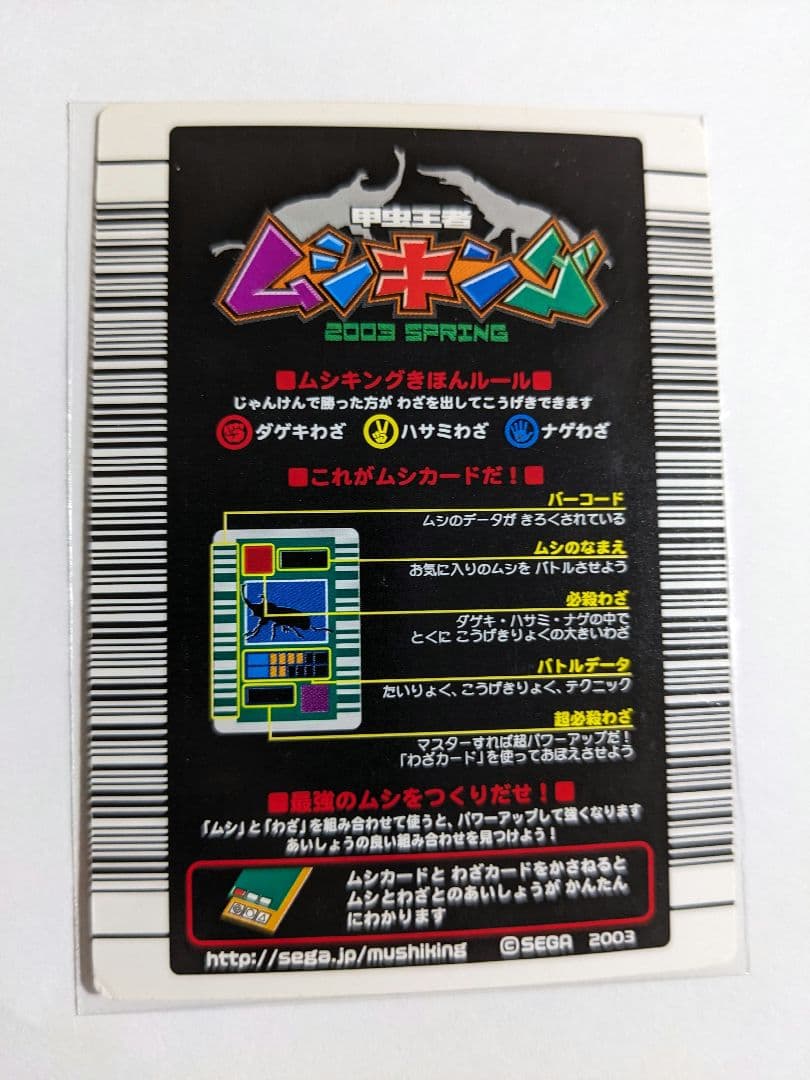 甲虫王者
ムシキング
2003 SPRING
■ムシキングきほんルール■
じゃんけんで勝った方が わざを出してこうげきできます
ダゲキわざ ハサミわざ ナゲわざ
■これがムシカードだ！■
バーコード
ムシのデータが きろくされている
ムシのなまえ
お気に入りのムシを バトルさせよう
必殺わざ
ダゲキ・ハサミ・ナゲの中で
とくに こうげきりょくの大きいわざ
バトルデータ
たいりょく、こうげきりょく、テクニック
超必殺わざ
マスターすれば超パワーアップだ！
「わざカード」を使っておぼえさせよう
■最強のムシをつくりだせ！■
「ムシ」と「わざ」を組み合わせて使うと、パワーアップして強くなります
あいしょうの良い組み合わせを見つけよう！
ムシカードと わざカードをかさねると
ムシとわざとのあいしょうが かんたん
にわかります
http://sega.jp/mushiking ©SEGA 2003